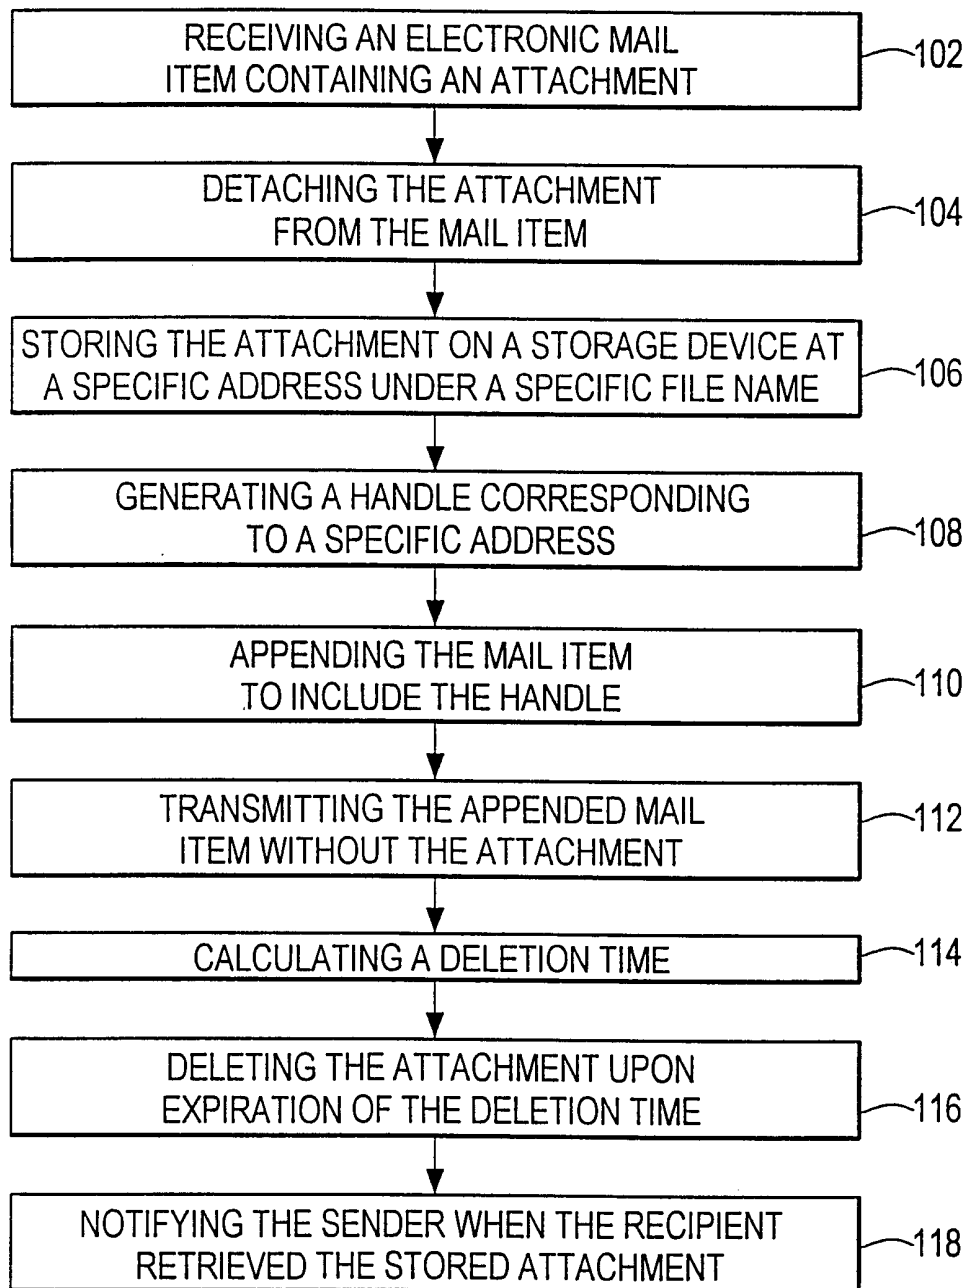 RECEIVING AN ELECTRONIC MAIL
ITEM CONTAINING AN ATTACHMENT
102
DETACHING THE ATTACHMENT
FROM THE MAIL ITEM
104
STORING THE ATTACHMENT ON A STORAGE DEVICE AT
A SPECIFIC ADDRESS UNDER A SPECIFIC FILE NAME
106
GENERATING A HANDLE CORRESPONDING
TO A SPECIFIC ADDRESS
108
APPENDING THE MAIL ITEM
TO INCLUDE THE HANDLE
110
TRANSMITTING THE APPENDED MAIL
ITEM WITHOUT THE ATTACHMENT
112
CALCULATING A DELETION TIME
114
DELETING THE ATTACHMENT UPON
EXPIRATION OF THE DELETION TIME
116
NOTIFYING THE SENDER WHEN THE RECIPIENT
RETRIEVED THE STORED ATTACHMENT
118